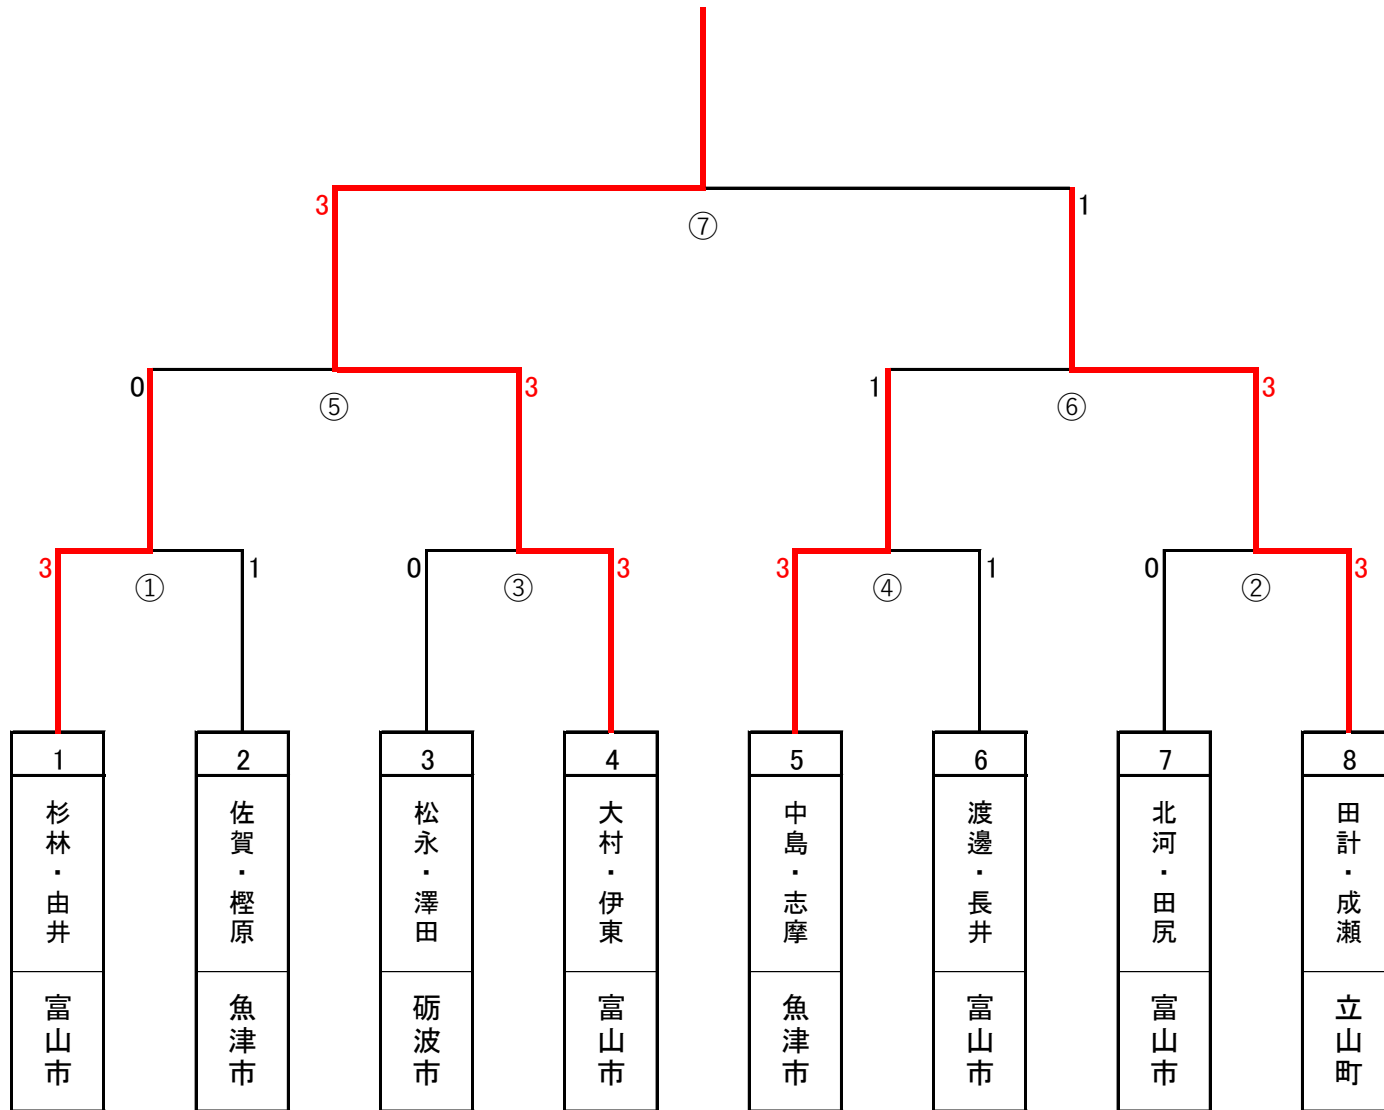 3
1
⑦
0
3
1
3
⑤
⑥
3
1
0
3
3
1
0
3
①
③
④
②
1
2
3
4
5
6
7
8
杉林・由井
佐賀・樫原
松永・澤田
大村・伊東
中島・志摩
渡邊・長井
北河・田尻
田計・成瀬
富山市
魚津市
砺波市
富山市
魚津市
富山市
富山市
立山町